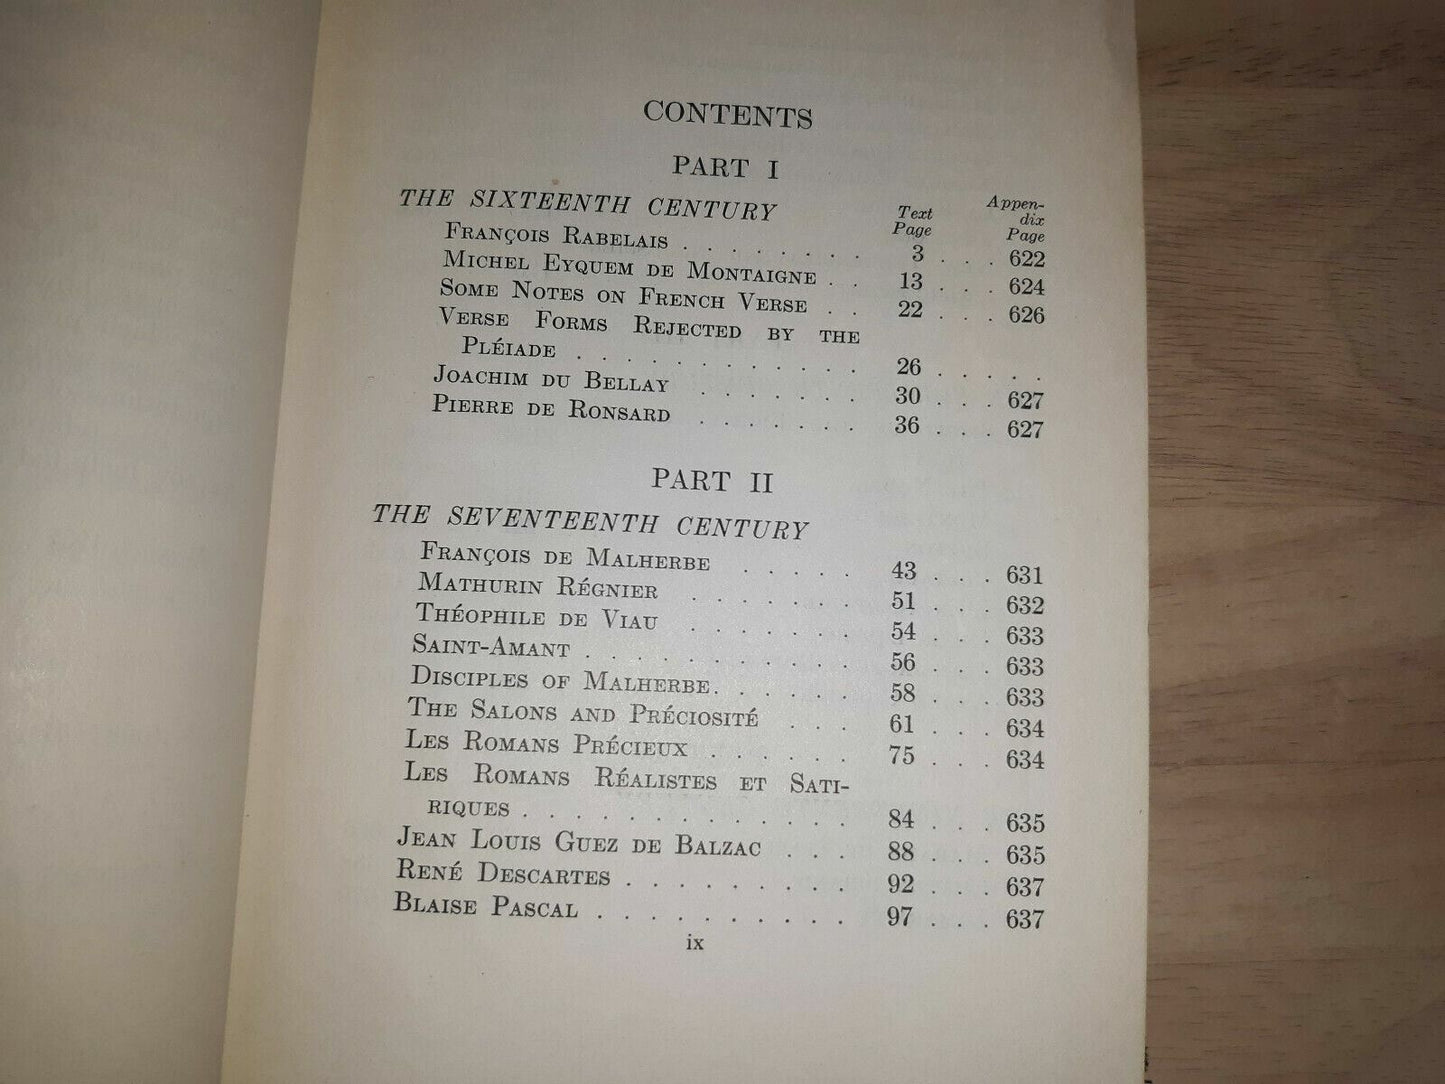 CONTENTS
PART I
THE SIXTEENTH CENTURY Text Page Appen-dix Page
FRANÇOIS RABELAIS . . . . . . . . 3 . . . 622
MICHEL EYQUEM DE MONTAIGNE . . 13 . . . 624
SOME NOTES ON FRENCH VERSE . . 22 . . . 626
VERSE FORMS REJECTED BY THE
PLÉIADE . . . . . . . . . . . . 26 . . . . .
JOACHIM DU BELLAY . . . . . . . 30 . . . 627
PIERRE DE RONSARD . . . . . . . 36 . . . 627
PART II
THE SEVENTEENTH CENTURY
FRANÇOIS DE MALHERBE . . . . . 43 . . . 631
MATHURIN RÉGNIER . . . . . . . 51 . . . 632
THÉOPHILE DE VIAU . . . . . . . 54 . . . 633
SAINT-AMANT . . . . . . . . . . . 56 . . . 633
DISCIPLES OF MALHERBE . . . . . . 58 . . . 633
THE SALONS AND PRÉCIOSITÉ . . . 61 . . . 634
LES ROMANS PRÉCIEUX . . . . . . 75 . . . 634
LES ROMANS RÉALISTES ET SATI-
RIQUES . . . . . . . . . . . . . 84 . . . 635
JEAN LOUIS GUEZ DE BALZAC . . . 88 . . . 635
RENÉ DESCARTES . . . . . . . . . 92 . . . 637
BLAISE PASCAL . . . . . . . . . . 97 . . . 637
ix